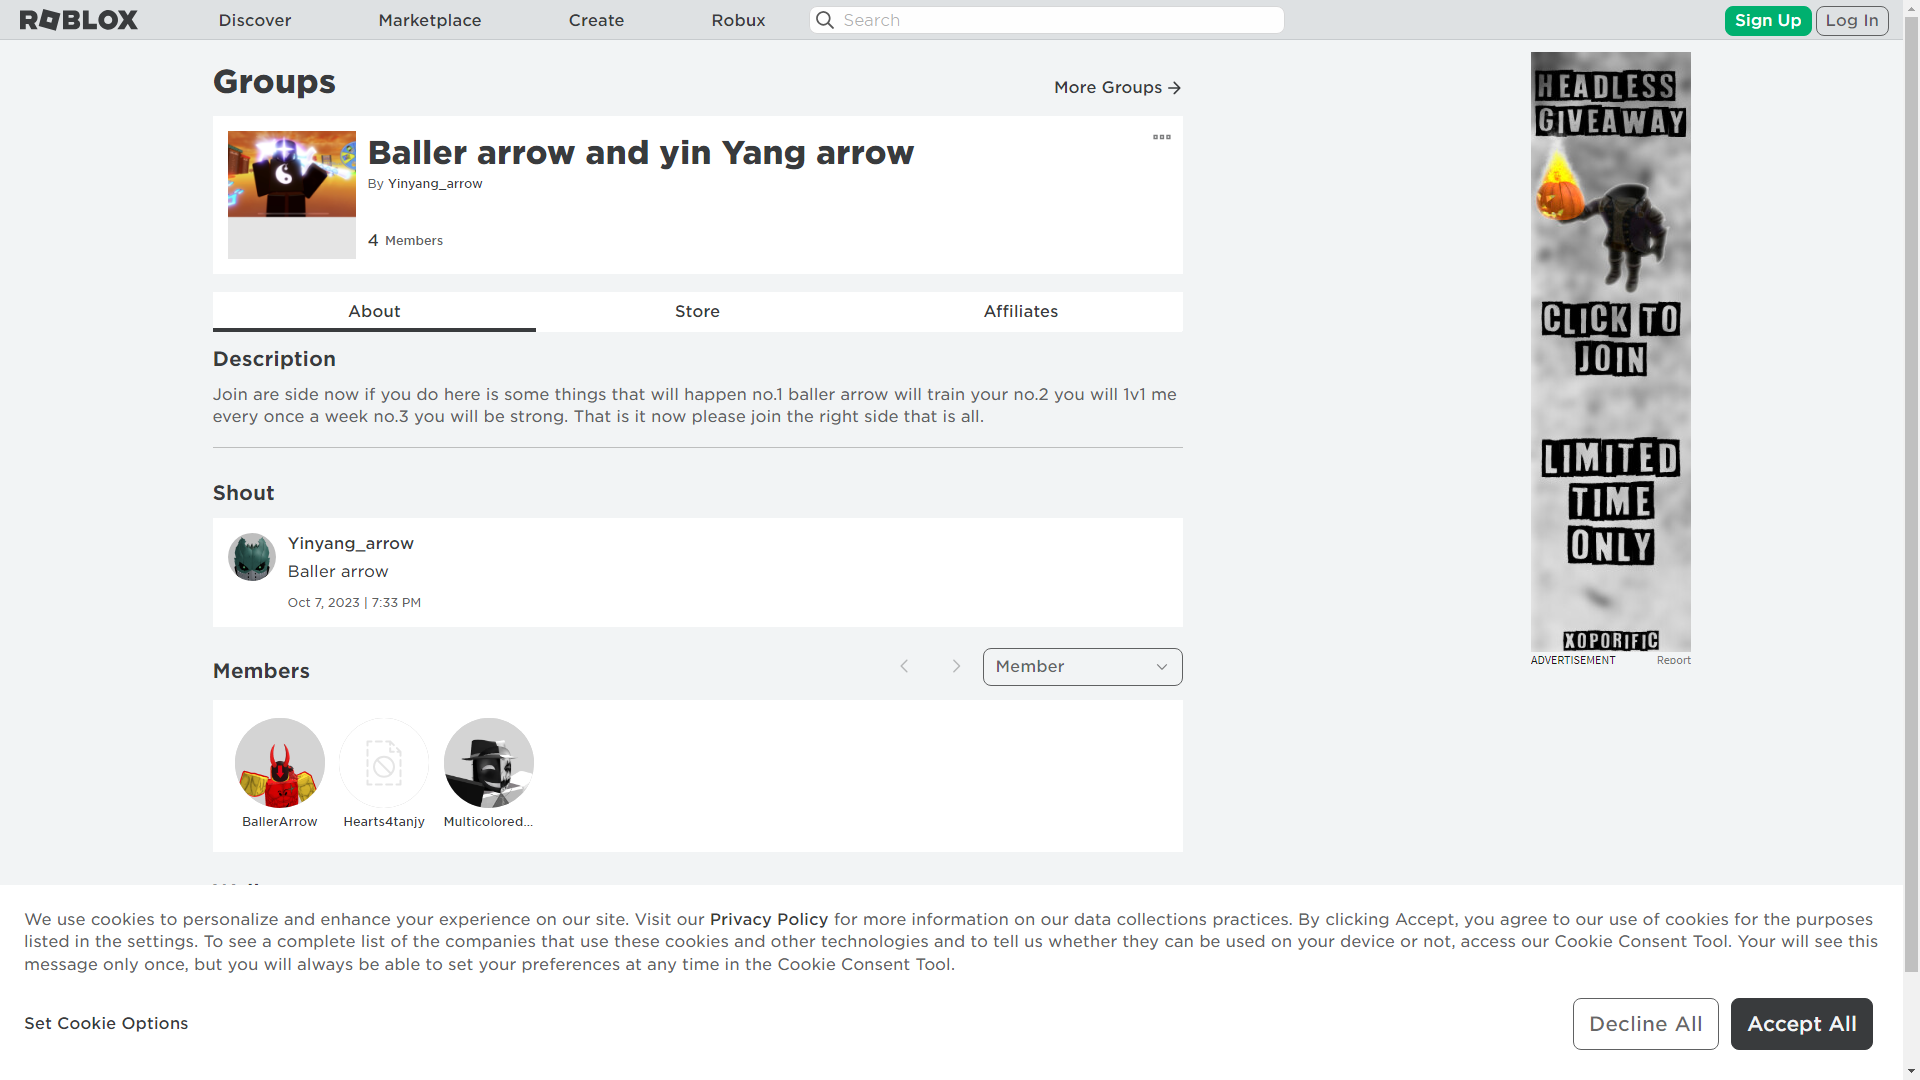 ROBLOX
Discover
Marketplace
Create
Robux
Search
Sign Up
Log In
Groups
More Groups
Baller arrow and yin Yang arrow
By Yinyang_arrow
4 Members
About
Store
Affiliates
Description
Join are side now if you do here is some things that will happen no.1 baller arrow will train your no.2 you will 1v1 me
every once a week no.3 you will be strong. That is it now please join the right side that is all.
Shout
Yinyang_arrow
Baller arrow
Oct 7, 2023 | 7:33 PM
Members
Member
BallerArrow
Hearts4tanjy
Multicolored...
HEADLESS
GIVEAWAY
CLICK TO
JOIN
LIMITED
TIME
ONLY
XOPORIFIC
ADVERTISEMENT
Report
We use cookies to personalize and enhance your experience on our site. Visit our Privacy Policy for more information on our data collections practices. By clicking Accept, you agree to our use of cookies for the purposes
listed in the settings. To see a complete list of the companies that use these cookies and other technologies and to tell us whether they can be used on your device or not, access our Cookie Consent Tool. Your will see this
message only once, but you will always be able to set your preferences at any time in the Cookie Consent Tool.
Set Cookie Options
Decline All
Accept All